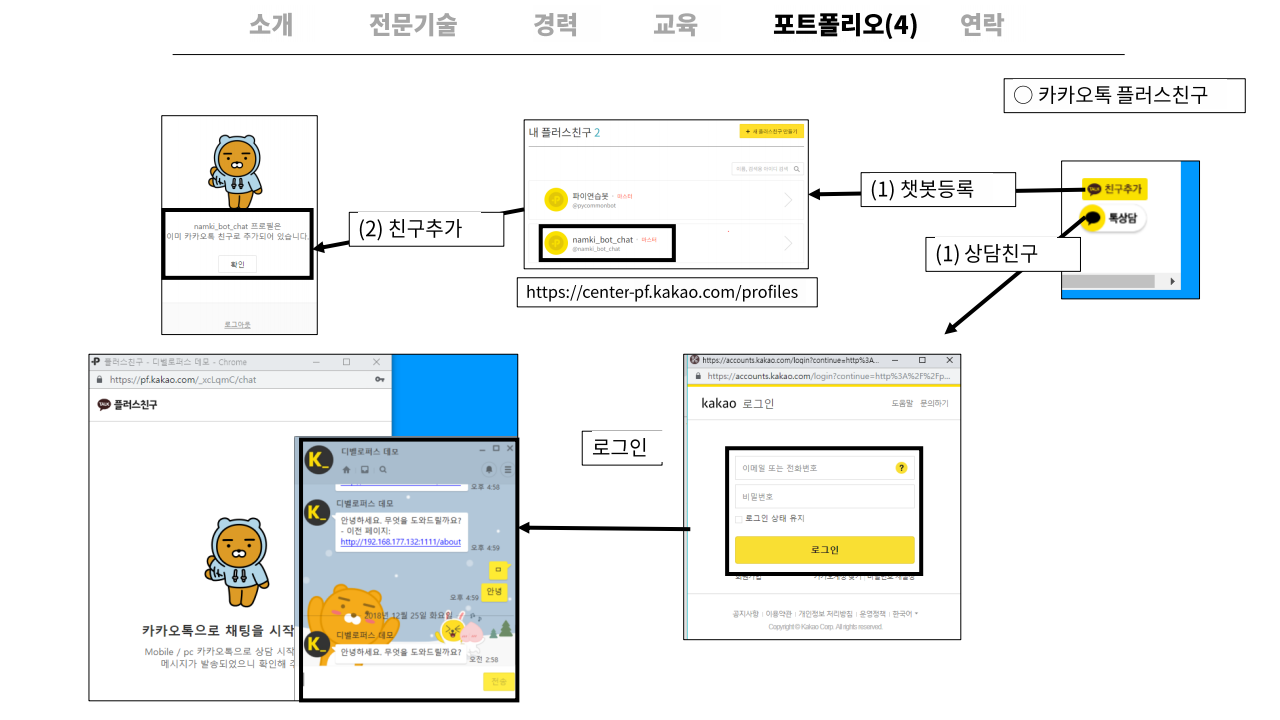 소개 전문기술 경력 교육 포트폴리오(4) 연락
○ 카카오톡 플러스친구
namki_bot_chat 프로필은
이미 카카오톡 친구로 추가되어 있습니다.
확인
로그아웃
(2) 친구추가
내 플러스친구 2
+ 새 플러스친구 만들기
이름, 검색용 아이디 검색
파이연습봇 · 마스터
@pycommonbot
namki_bot_chat · 마스터
@namki_bot_chat
https://center-pf.kakao.com/profiles
(1) 챗봇등록
TALK 친구추가
톡상담
(1) 상담친구
플러스친구 - 디벨로퍼스 데모 - Chrome
https://pf.kakao.com/_xcLqmC/chat
TALK 플러스친구
카카오톡으로 채팅을 시작
Mobile / pc 카카오톡으로 상담 시작
메시지가 발송되었으니 확인해 주
K_ 디벨로퍼스 데모
오후 4:58
K_ 디벨로퍼스 데모
안녕하세요. 무엇을 도와드릴까요?
- 이전 페이지:
http://192.168.177.132:1111/about
오후 4:59
ㅁ
오후 4:59 안녕
2018년 12월 25일 화요일
K_ 디벨로퍼스 데모
안녕하세요. 무엇을 도와드릴까요?
오전 2:58
전송
로그인
https://accounts.kakao.com/login?continue=http%3A...
https://accounts.kakao.com/login?continue=http%3A%2F%2Fp...
kakao 로그인 도움말 문의하기
이메일 또는 전화번호 ?
비밀번호
로그인 상태 유지
로그인
회원가입 카카오계정 찾기 | 비밀번호 재설정
공지사항 | 이용약관 | 개인정보 처리방침 | 운영정책 | 한국어
Copyright © Kakao Corp. All rights reserved.